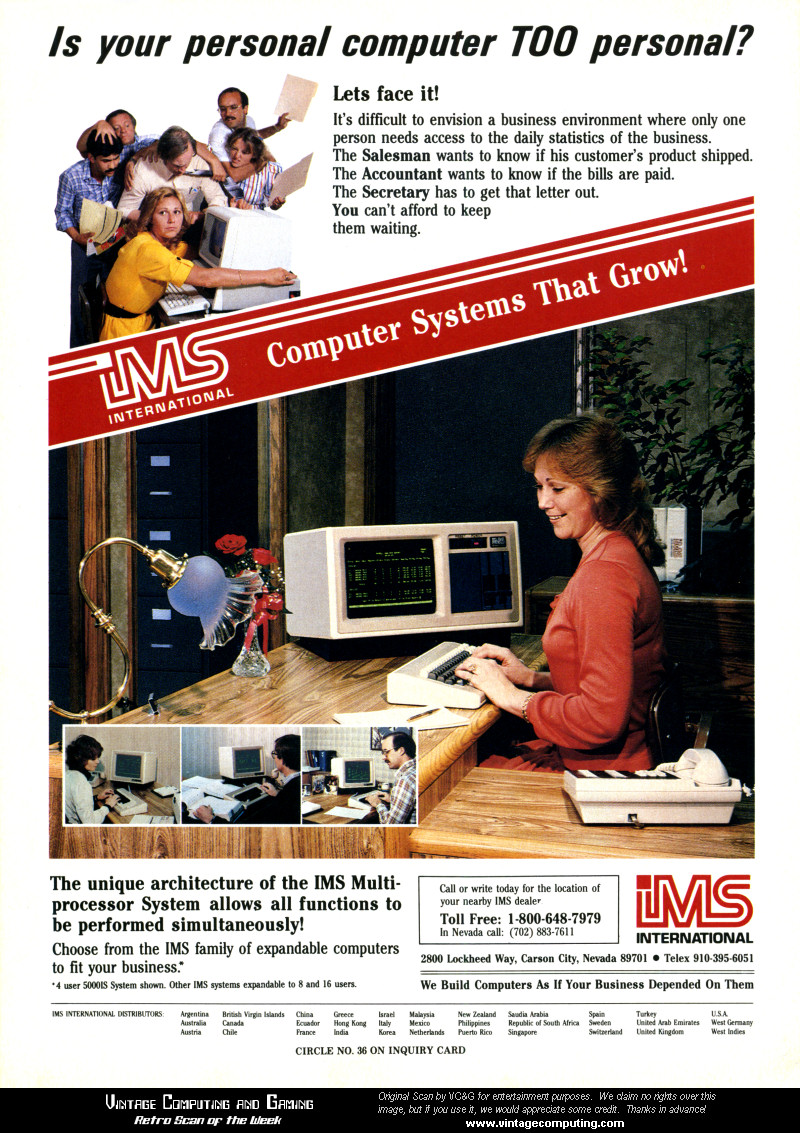 Is your personal computer TOO personal?
Lets face it!
It's difficult to envision a business environment where only one
person needs access to the daily statistics of the business.
The Salesman wants to know if his customer's product shipped.
The Accountant wants to know if the bills are paid.
The Secretary has to get that letter out.
You can't afford to keep
them waiting.
IMS
INTERNATIONAL
Computer Systems That Grow!
The unique architecture of the IMS Multi-
processor System allows all functions to
be performed simultaneously!
Choose from the IMS family of expandable computers
to fit your business.*
*4 user 5000IS System shown. Other IMS systems expandable to 8 and 16 users.
Call or write today for the location of
your nearby IMS dealer
Toll Free: 1-800-648-7979
In Nevada call: (702) 883-7611
IMS
INTERNATIONAL
2800 Lockheed Way, Carson City, Nevada 89701 ● Telex 910-395-6051
We Build Computers As If Your Business Depended On Them
IMS INTERNATIONAL DISTRIBUTORS: Argentina British Virgin Islands China Greece Israel Malaysia New Zealand Saudia Arabia Spain Turkey U.S.A.
Australia Canada Ecuador Hong Kong Italy Mexico Philippines Republic of South Africa Sweden United Arab Emirates West Germany
Austria Chile France India Korea Netherlands Puerto Rico Singapore Switzerland United Kingdom West Indies
CIRCLE NO. 36 ON INQUIRY CARD
VINTAGE COMPUTING AND GAMING
Retro Scan of the Week
Original Scan by VC&G for entertainment purposes. We claim no rights over this
image, but if you use it, we would appreciate some credit. Thanks in advance!
www.vintagecomputing.com